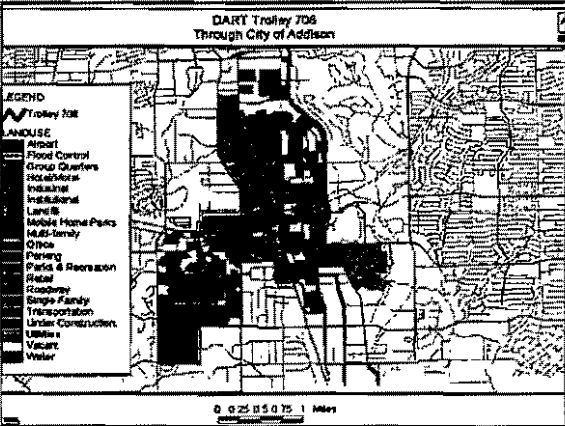 DART Trolley 706
Through City of Addison
LEGEND
Trolley 706
LANDUSE
Airport
Flood Control
Group Quarters
Hotel/Motel
Industrial
Institutional
Landfill
Mobile Home Parks
Multi-family
Office
Parking
Parks & Recreation
Retail
Roadway
Single Family
Transportation
Under Construction
Utilities
Vacant
Water
0 0.25 0.5 0.75 1 Miles